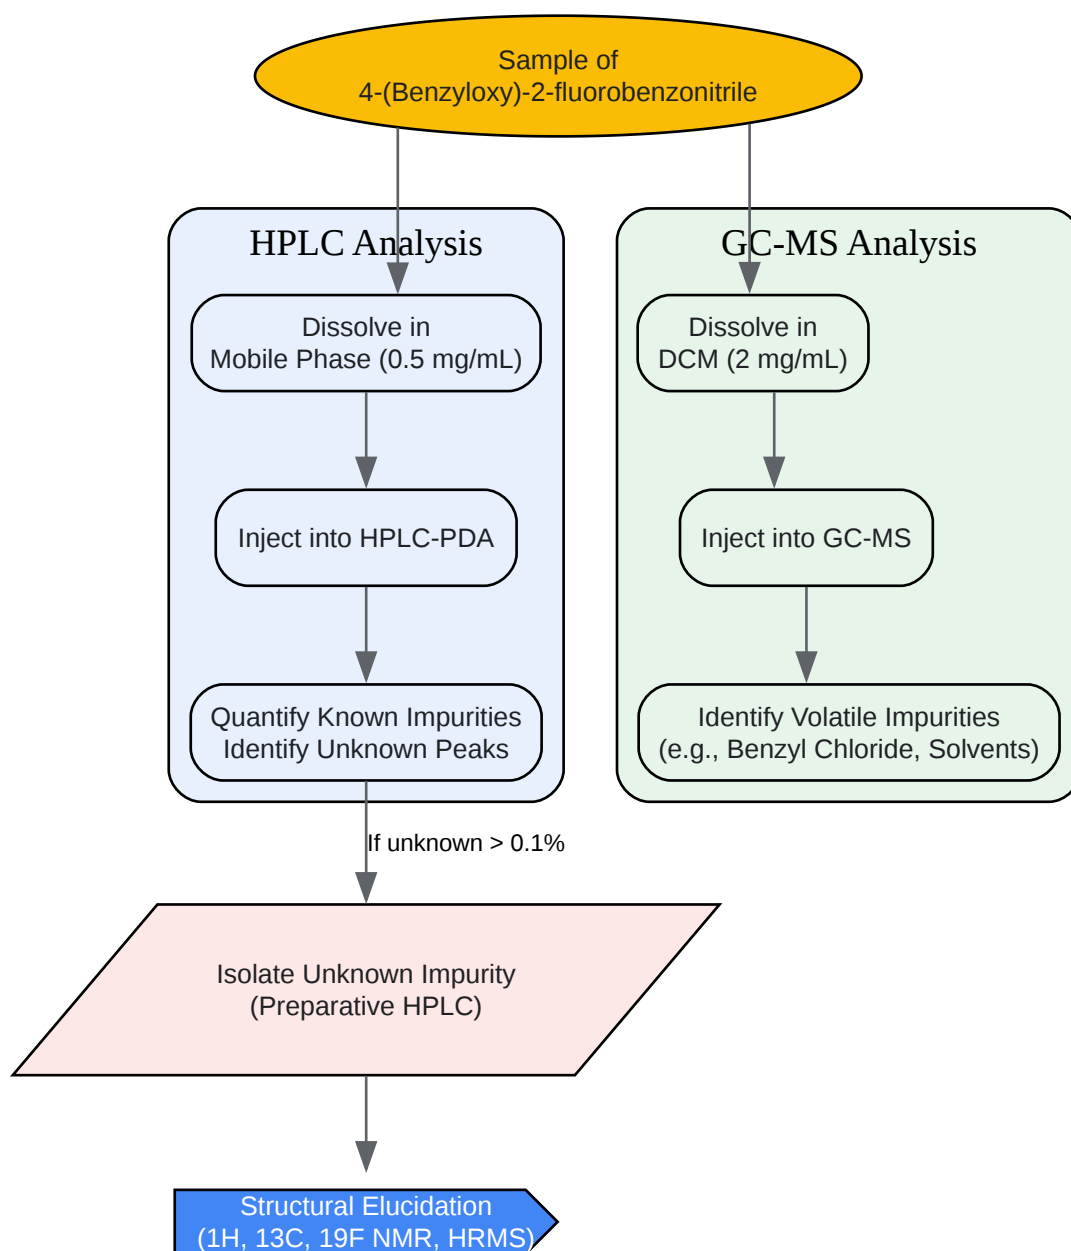 Sample of
4-(Benzyloxy)-2-fluorobenzonitrile
HPLC Analysis
Dissolve in
Mobile Phase (0.5 mg/mL)
Inject into HPLC-PDA
Quantify Known Impurities
Identify Unknown Peaks
GC-MS Analysis
Dissolve in
DCM (2 mg/mL)
Inject into GC-MS
Identify Volatile Impurities
(e.g., Benzyl Chloride, Solvents)
If unknown > 0.1%
Isolate Unknown Impurity
(Preparative HPLC)
Structural Elucidation
(1H, 13C, 19F NMR, HRMS)